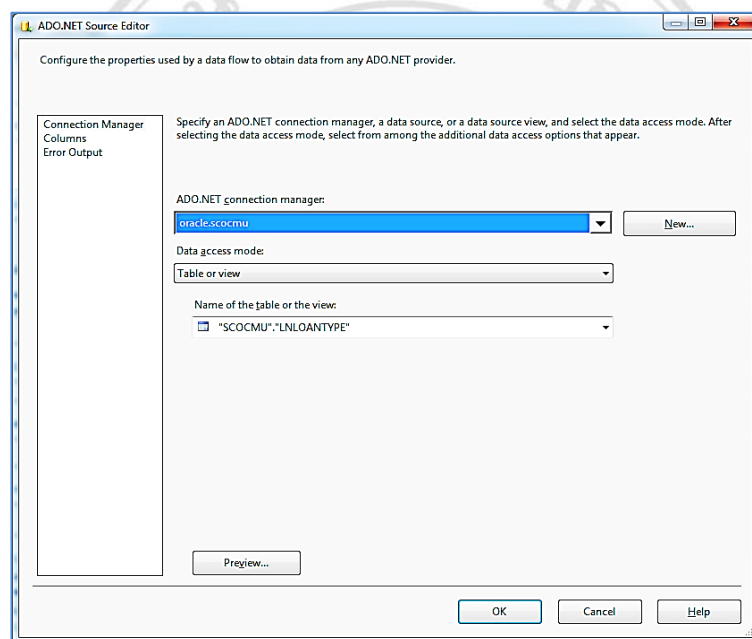 ADO.NET Source Editor
Configure the properties used by a data flow to obtain data from any ADO.NET provider.
Connection Manager
Columns
Error Output
Specify an ADO.NET connection manager, a data source, or a data source view, and select the data access mode. After
selecting the data access mode, select from among the additional data access options that appear.
ADO.NET connection manager:
oracle.scocmu
New...
Data access mode:
Table or view
Name of the table or the view:
"SCOCMU"."LNLOANTYPE"
Preview...
OK
Cancel
Help